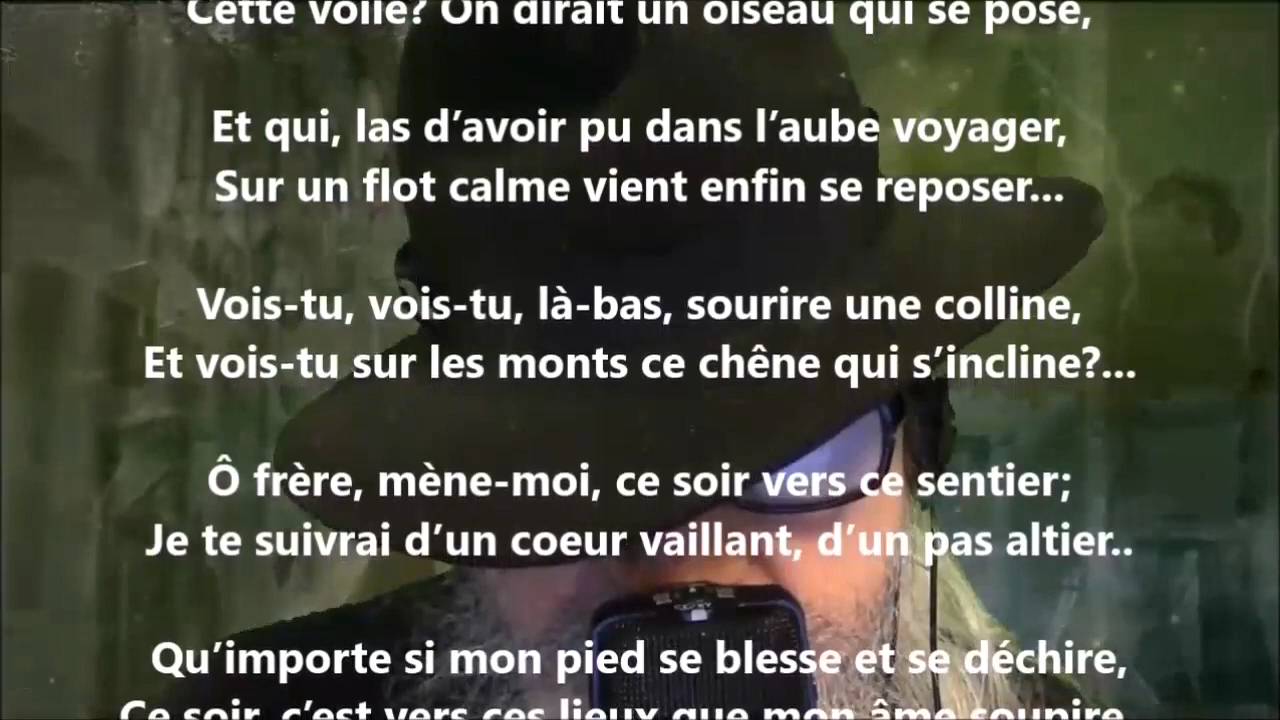 Cette voile? On dirait un oiseau qui se pose,
Et qui, las d’avoir pu dans l’aube voyager,
Sur un flot calme vient enfin se reposer...
Vois-tu, vois-tu, là-bas, sourire une colline,
Et vois-tu sur les monts ce chêne qui s’incline?...
Ô frère, mène-moi, ce soir vers ce sentier;
Je te suivrai d’un coeur vaillant, d’un pas altier..
Qu’importe si mon pied se blesse et se déchire,
Ce soir, c’est vers ces lieux que mon âme soupire